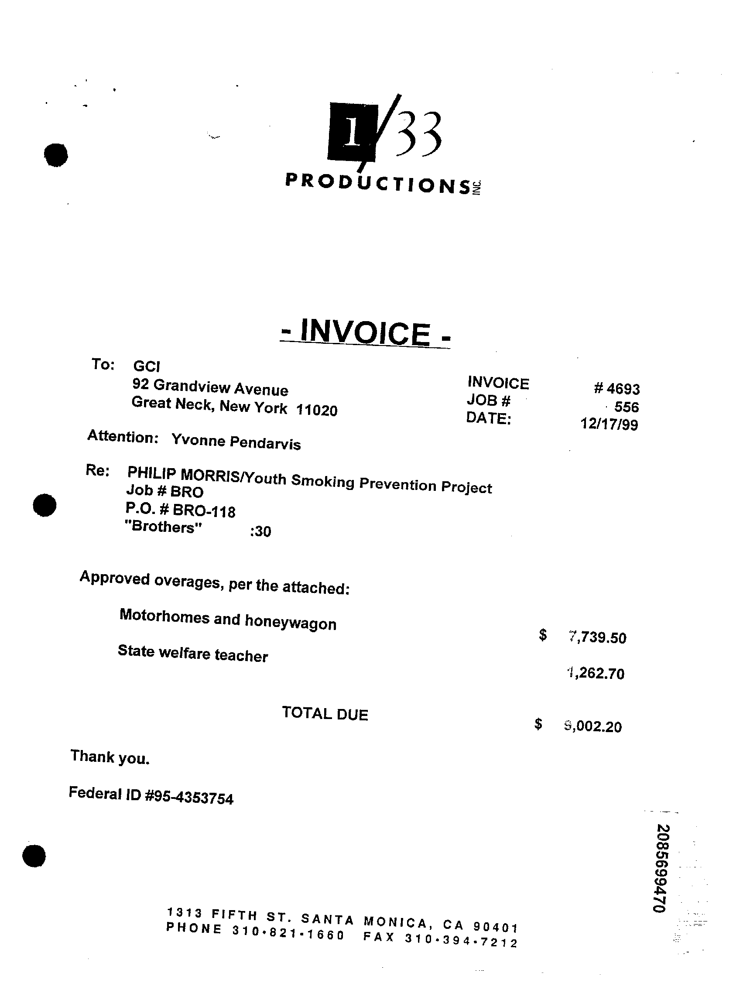 1/33
PRODUCTIONS INC
- INVOICE -
To: GCI
92 Grandview Avenue
Great Neck, New York 11020
INVOICE # 4693
JOB # 556
DATE: 12/17/99
Attention: Yvonne Pendarvis
Re: PHILIP MORRIS/Youth Smoking Prevention Project
Job # BRO
P.O. # BRO-118
"Brothers" :30
Approved overages, per the attached:
Motorhomes and honeywagon $ 7,739.50
State welfare teacher 1,262.70
TOTAL DUE $ 9,002.20
Thank you.
Federal ID #95-4353754
2085699470
1313 FIFTH ST. SANTA MONICA, CA 90401
PHONE 310·821·1660 FAX 310·394·7212